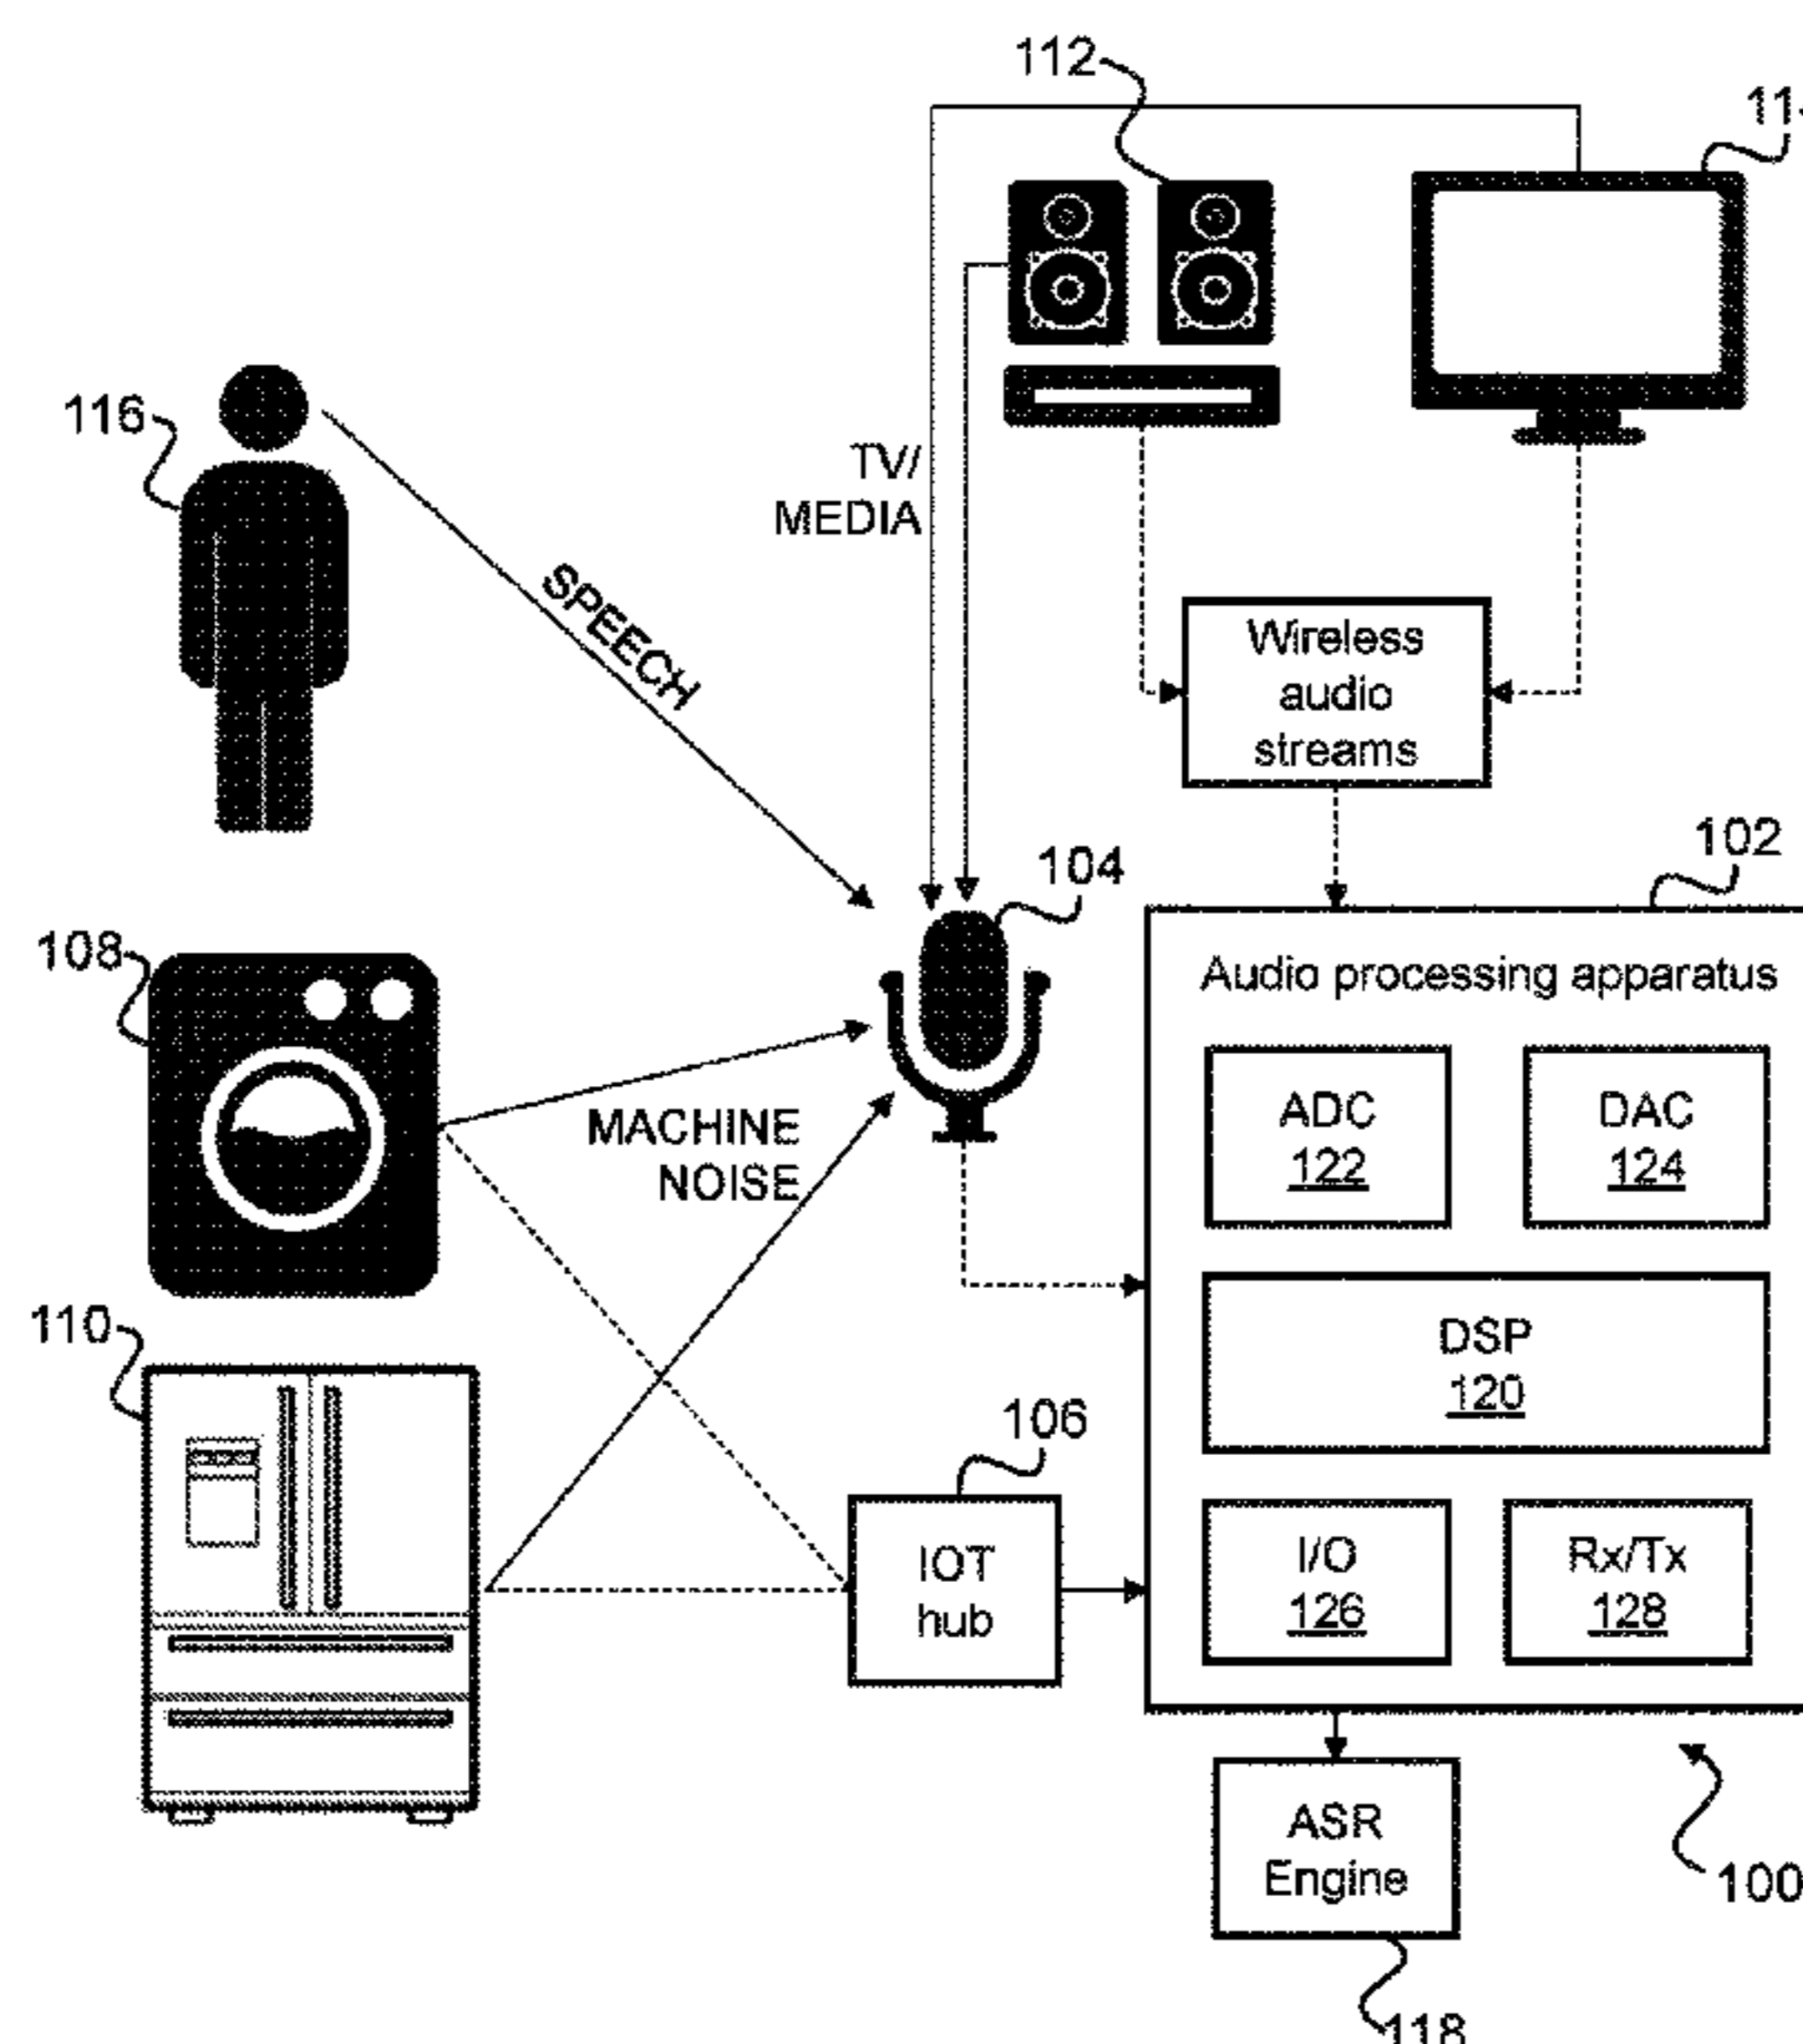 112
11
116
TV/
MEDIA
SPEECH
Wireless
audio
streams
102
104
108
Audio processing apparatus
ADC
122
DAC
124
MACHINE
NOISE
DSP
120
110
106
IOT
hub
I/O
126
Rx/Tx
128
ASR
Engine
100
118